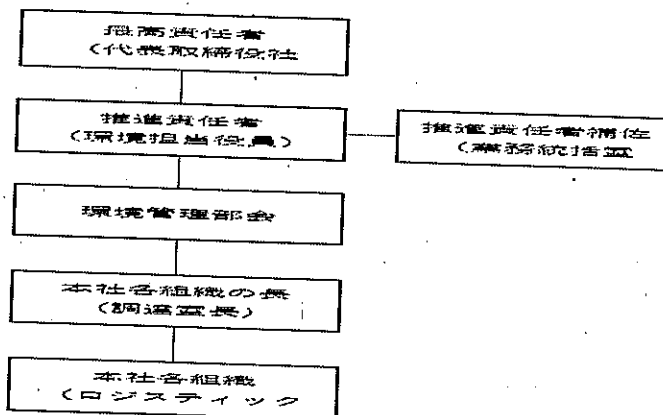 最高責任者
(代表取締役社
推進責任者
(環境担当役員)
推進責任者補佐
(業務統括室
環境管理部会
本社各組織の長
(調達室長)
本社各組織
(ロジスティック